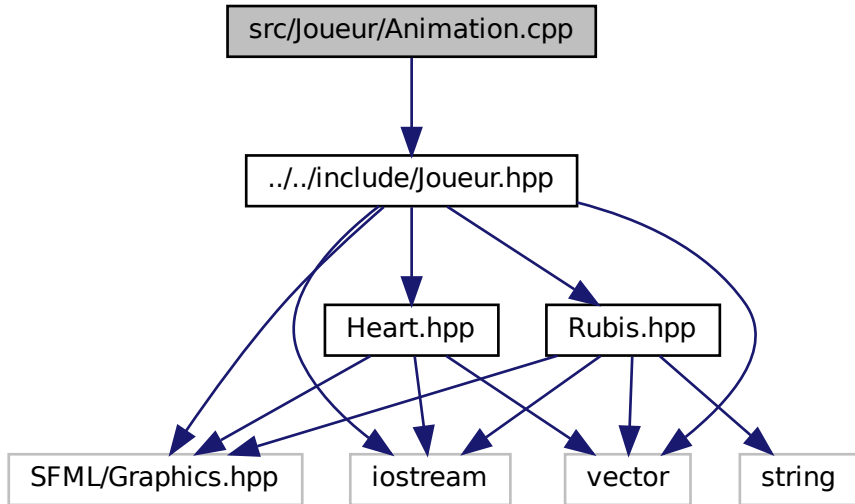 src/Joueur/Animation.cpp
../../include/Joueur.hpp
Heart.hpp
Rubis.hpp
SFML/Graphics.hpp
iostream
vector
string